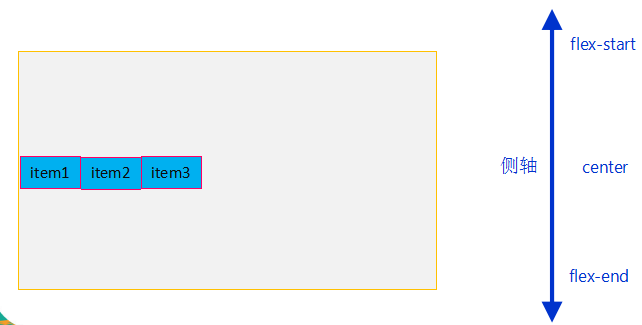 flex-start
item1
item2
item3
侧轴
center
flex-end